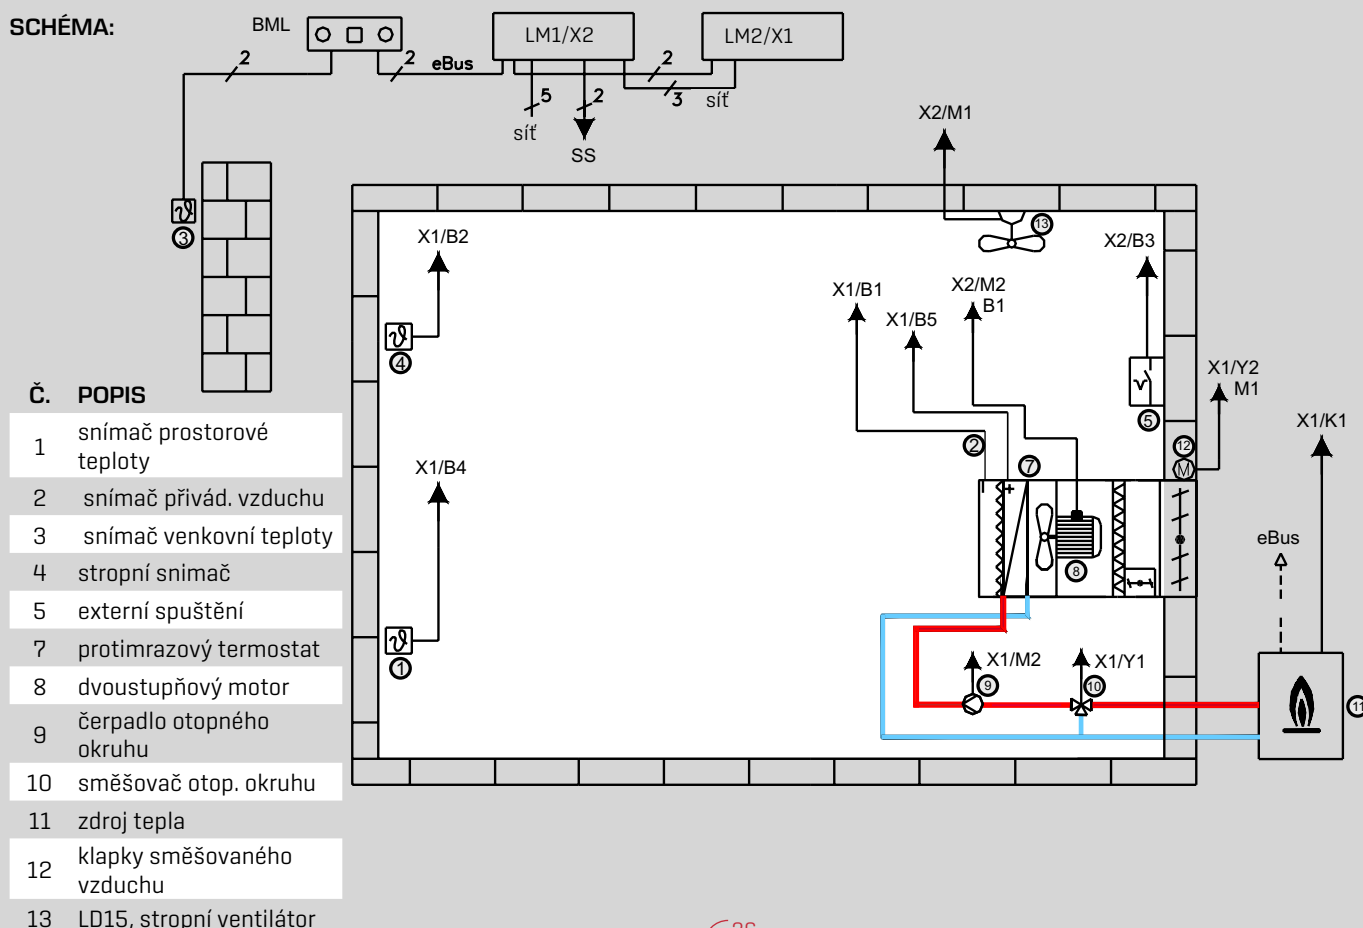 SCHÉMA:
BML
LM1/X2
LM2/X1
2
2
eBus
2
5
2
3
síť
síť
SS
X2/M1
3
13
X1/B2
X2/B3
X1/B1
X2/M2
B1
X1/B5
4
X1/Y2
M1
5
X1/K1
2
12
M
7
X1/B4
+
eBus
8
1
X1/M2
X1/Y1
9
10
11
Č. POPIS
1 snímač prostorové
teploty
2 snímač přivád. vzduchu
3 snímač venkovní teploty
4 stropní snimač
5 externí spuštění
7 protimrazový termostat
8 dvoustupňový motor
9 čerpadlo otopného
okruhu
10 směšovač otop. okruhu
11 zdroj tepla
12 klapky směšovaného
vzduchu
13 LD15, stropní ventilátor